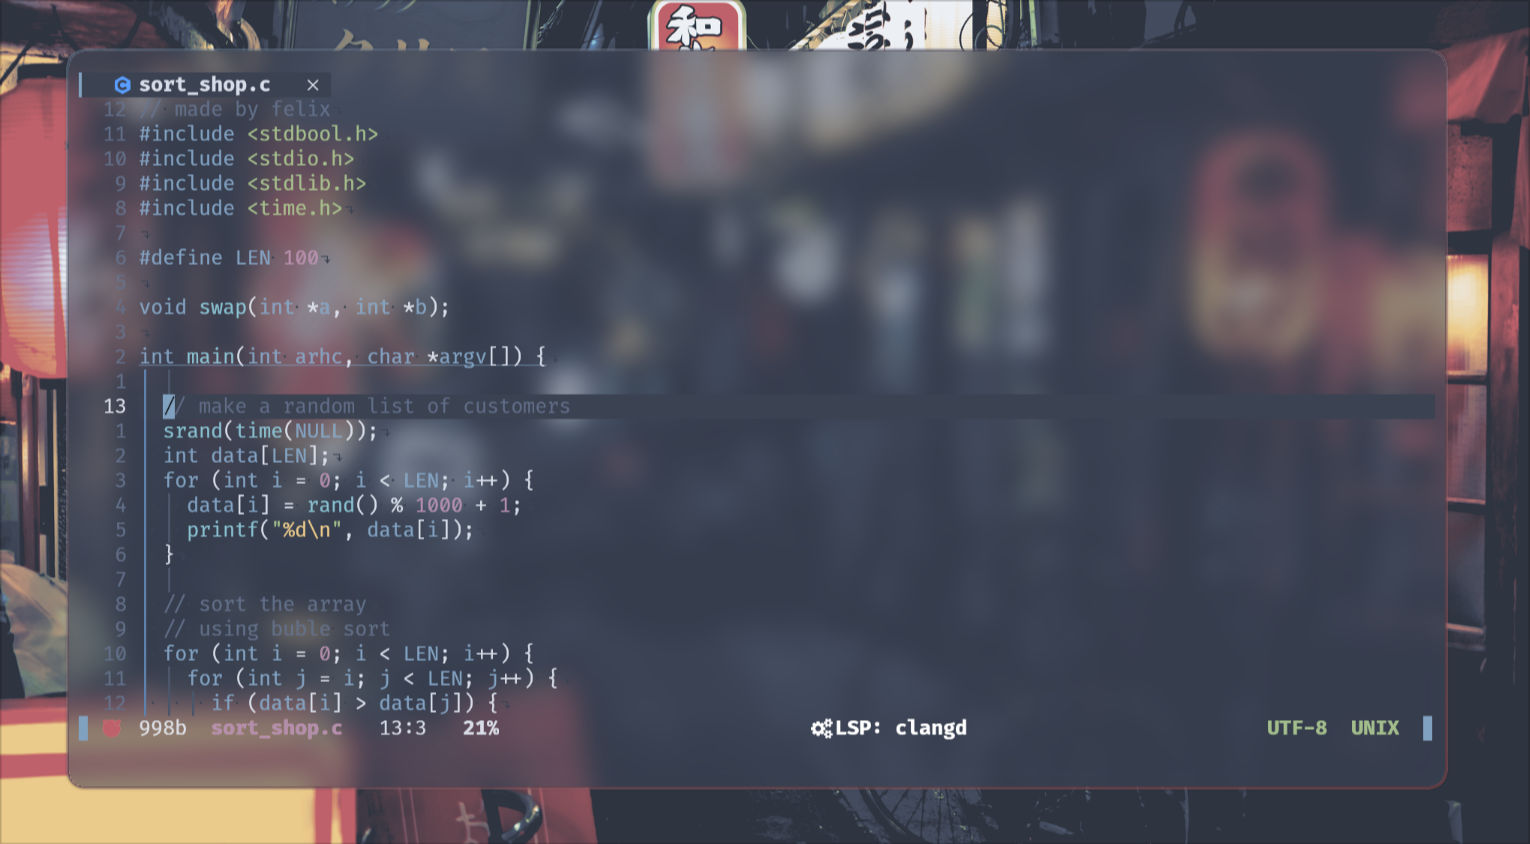 和
sort_shop.c ×
12 // made by felix
11 #include <stdbool.h>
10 #include <stdio.h>
9 #include <stdlib.h>
8 #include <time.h>
7
6 #define LEN 100
5
4 void swap(int *a, int *b);
3
2 int main(int arhc, char *argv[]) {
1
13 // make a random list of customers
1 srand(time(NULL));
2 int data[LEN];
3 for (int i = 0; i < LEN; i++) {
4 data[i] = rand() % 1000 + 1;
5 printf("%d\n", data[i]);
6 }
7
8 // sort the array
9 // using buble sort
10 for (int i = 0; i < LEN; i++) {
11 for (int j = i; j < LEN; j++) {
12 if (data[i] > data[j]) {
998b sort_shop.c 13:3 21% LSP: clangd UTF-8 UNIX